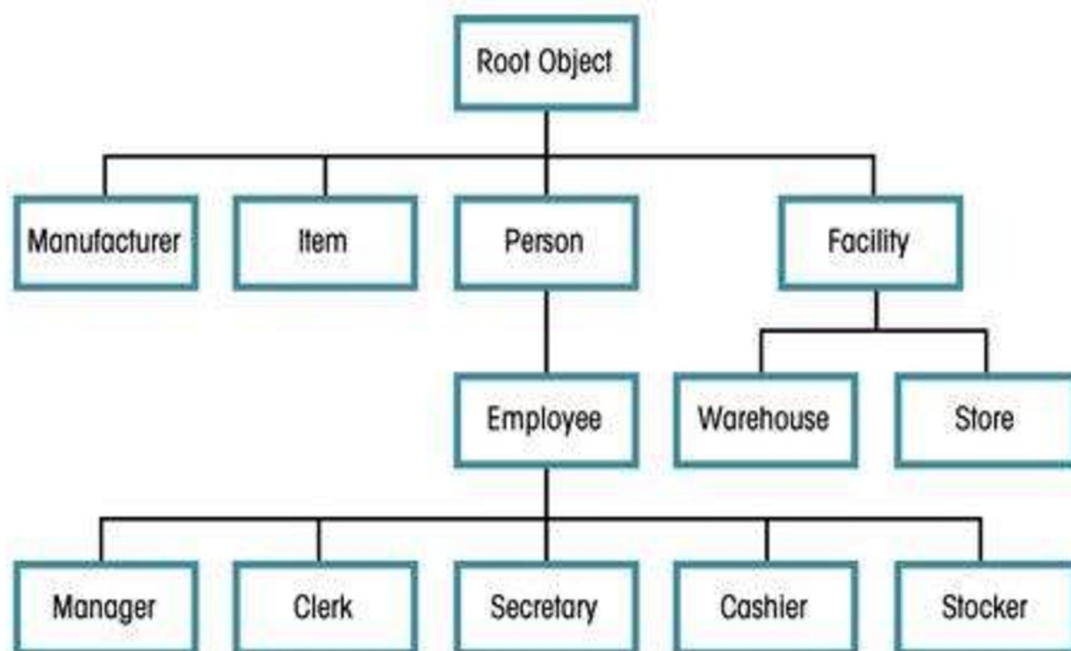 Root Object
Manufacturer
Item
Person
Facility
Employee
Warehouse
Store
Manager
Clerk
Secretary
Cashier
Stocker